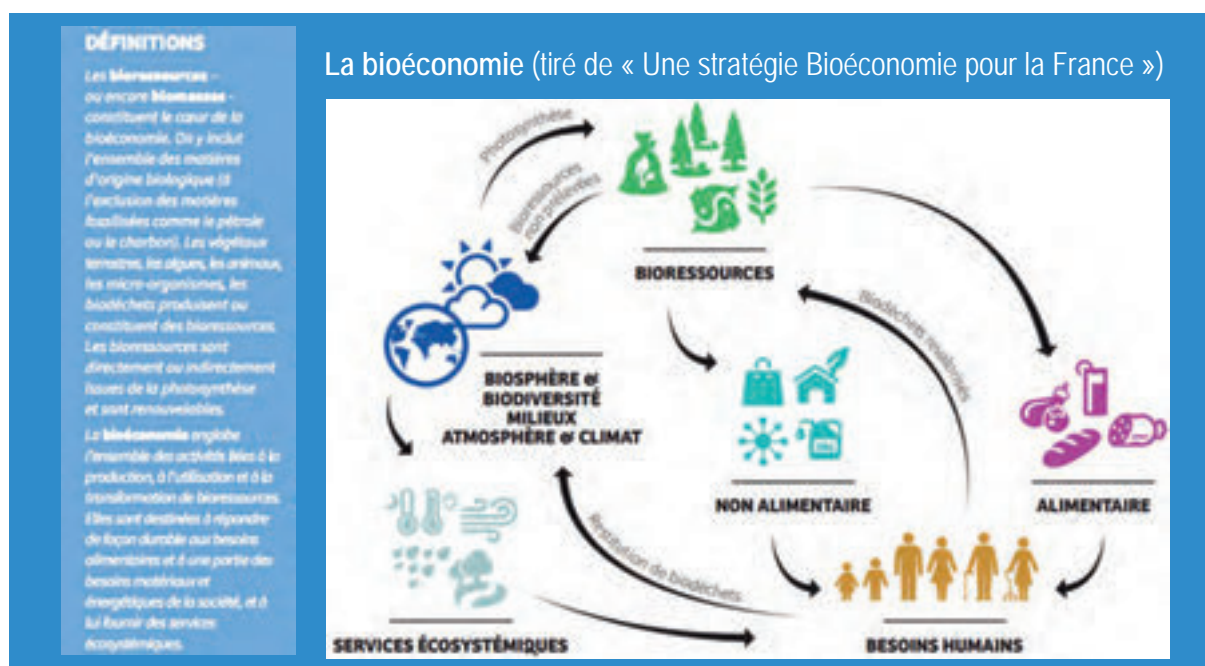 DÉFINITIONS
Les bioressources –
ou encore biomasses -
constituent le cœur de la
bioéconomie. On y inclut
l'ensemble des matières
d'origine biologique (à
l'exclusion des matières
fossilisées comme le pétrole
ou le charbon). Les végétaux
terrestres, les algues, les animaux,
les micro-organismes, les
biodéchets produisent ou
constituent des bioressources.
Les bioressources sont
directement ou indirectement
issues de la photosynthèse
et sont renouvelables.
La bioéconomie englobe
l'ensemble des activités liées à la
production, à l'utilisation et à la
transformation de bioressources.
Elles sont destinées à répondre
de façon durable aux besoins
alimentaires et à une partie des
besoins matériaux et
énergétiques de la société, et à
lui fournir des services
écosystémiques.
La bioéconomie (tiré de « Une stratégie Bioéconomie pour la France »)
Photosynthèse
Bioressources
non prélevées
BIORESSOURCES
Biodéchets revalorisés
BIOSPHÈRE &
BIODIVERSITÉ
MILIEUX
ATMOSPHÈRE & CLIMAT
NON ALIMENTAIRE
ALIMENTAIRE
Restitution de biodéchets
SERVICES ÉCOSYSTÉMIQUES
BESOINS HUMAINS